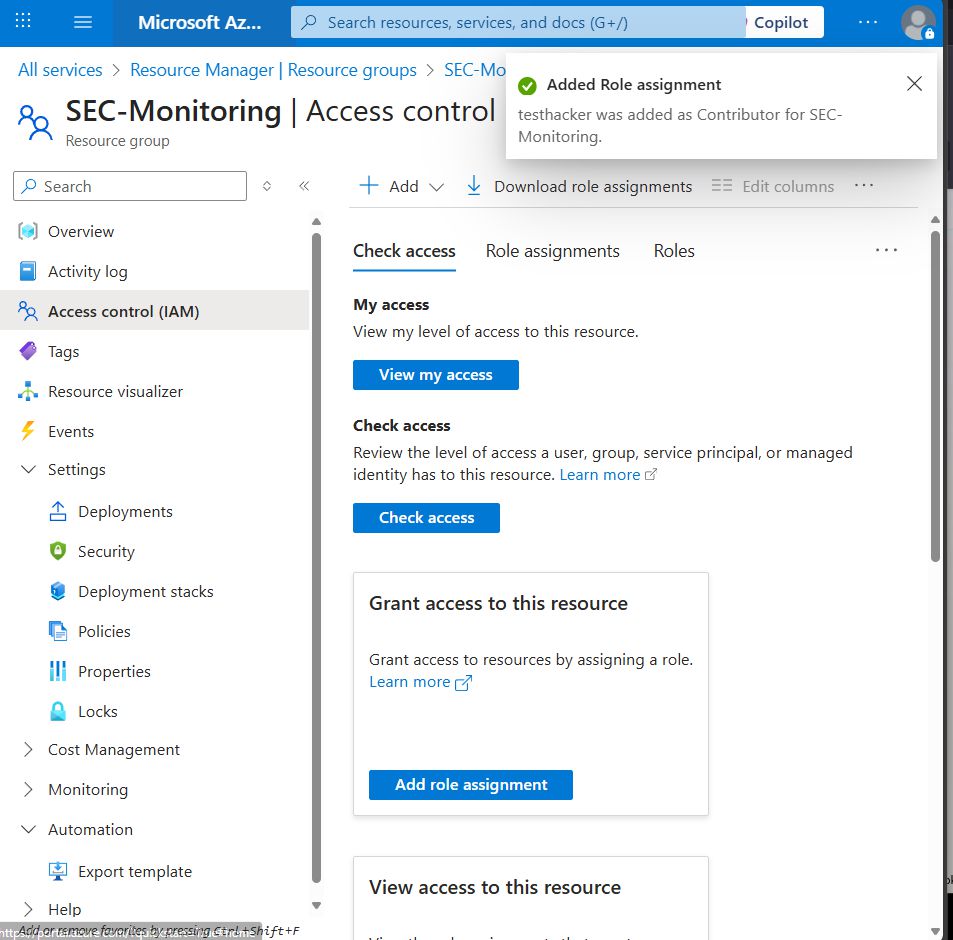 Microsoft Az...
Search resources, services, and docs (G+/)
Copilot
All services > Resource Manager | Resource groups > SEC-Mo
Added Role assignment
testhacker was added as Contributor for SEC-
Monitoring.
SEC-Monitoring | Access control
Resource group
Search
Add
Download role assignments
Edit columns
Overview
Activity log
Access control (IAM)
Tags
Resource visualizer
Events
Settings
Deployments
Security
Deployment stacks
Policies
Properties
Locks
Cost Management
Monitoring
Automation
Export template
Help
Add or remove favorites by pressing Ctrl+Shift+F
Check access
Role assignments
Roles
My access
View my level of access to this resource.
View my access
Check access
Review the level of access a user, group, service principal, or managed
identity has to this resource. Learn more
Check access
Grant access to this resource
Grant access to resources by assigning a role.
Learn more
Add role assignment
View access to this resource